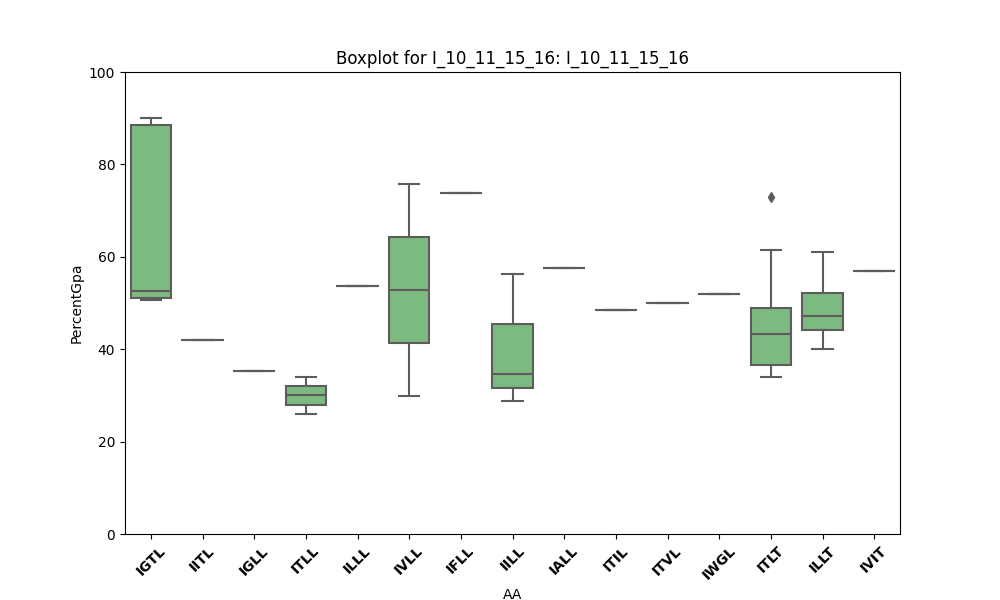 Boxplot for I_10_11_15_16: I_10_11_15_16
100
80
60
40
20
0
PercentGpa
IGTL IITL IGLL ITLL ILLL IVLL IFLL IILL IALL ITIL ITVL IWGL ITLT ILLT IVIT
AA